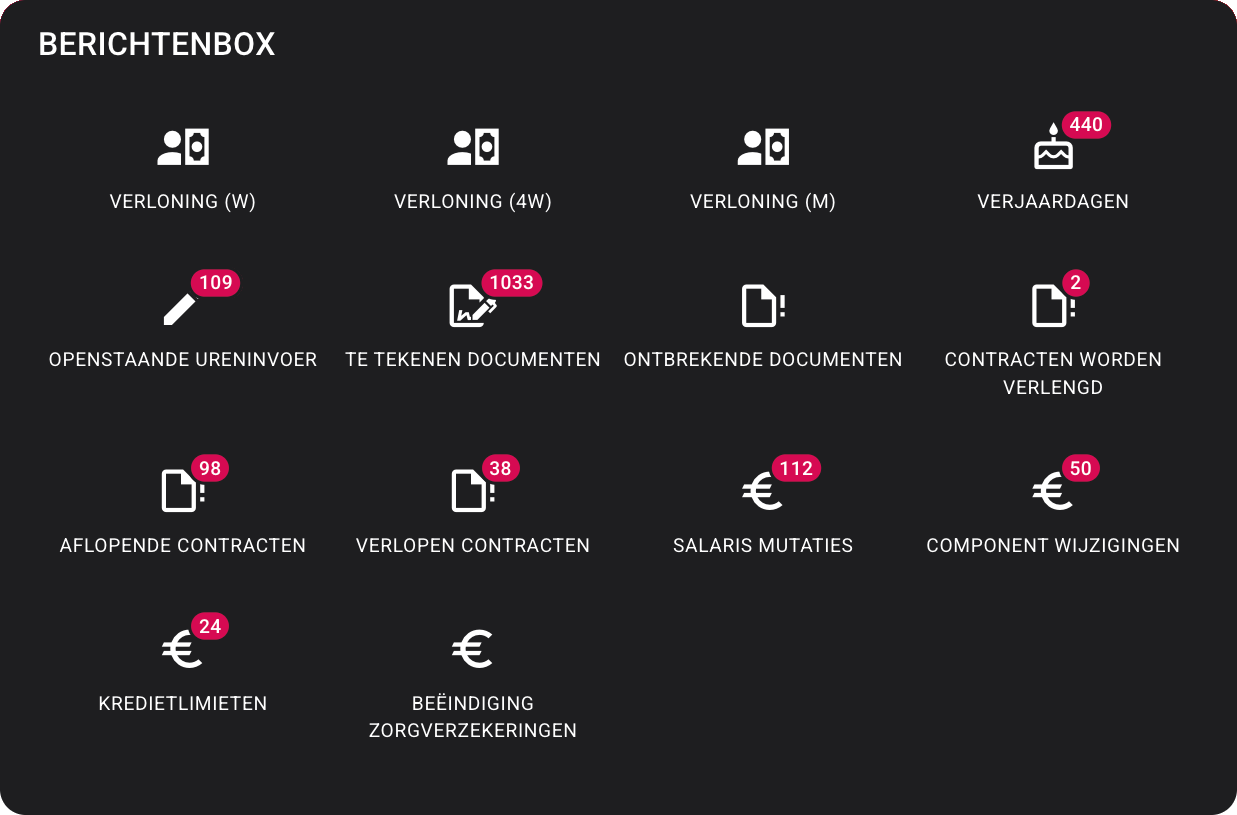 BERICHTENBOX
VERLONING (W)
VERLONING (4W)
VERLONING (M)
440
VERJAARDAGEN
109
OPENSTAANDE URENINVOER
1033
TE TEKENEN DOCUMENTEN
ONTBREKENDE DOCUMENTEN
2
CONTRACTEN WORDEN
VERLENGD
98
AFLOPENDE CONTRACTEN
38
VERLOPEN CONTRACTEN
112
SALARIS MUTATIES
50
COMPONENT WIJZIGINGEN
24
KREDIETLIMIETEN
BEËINDIGING
ZORGVERZEKERINGEN